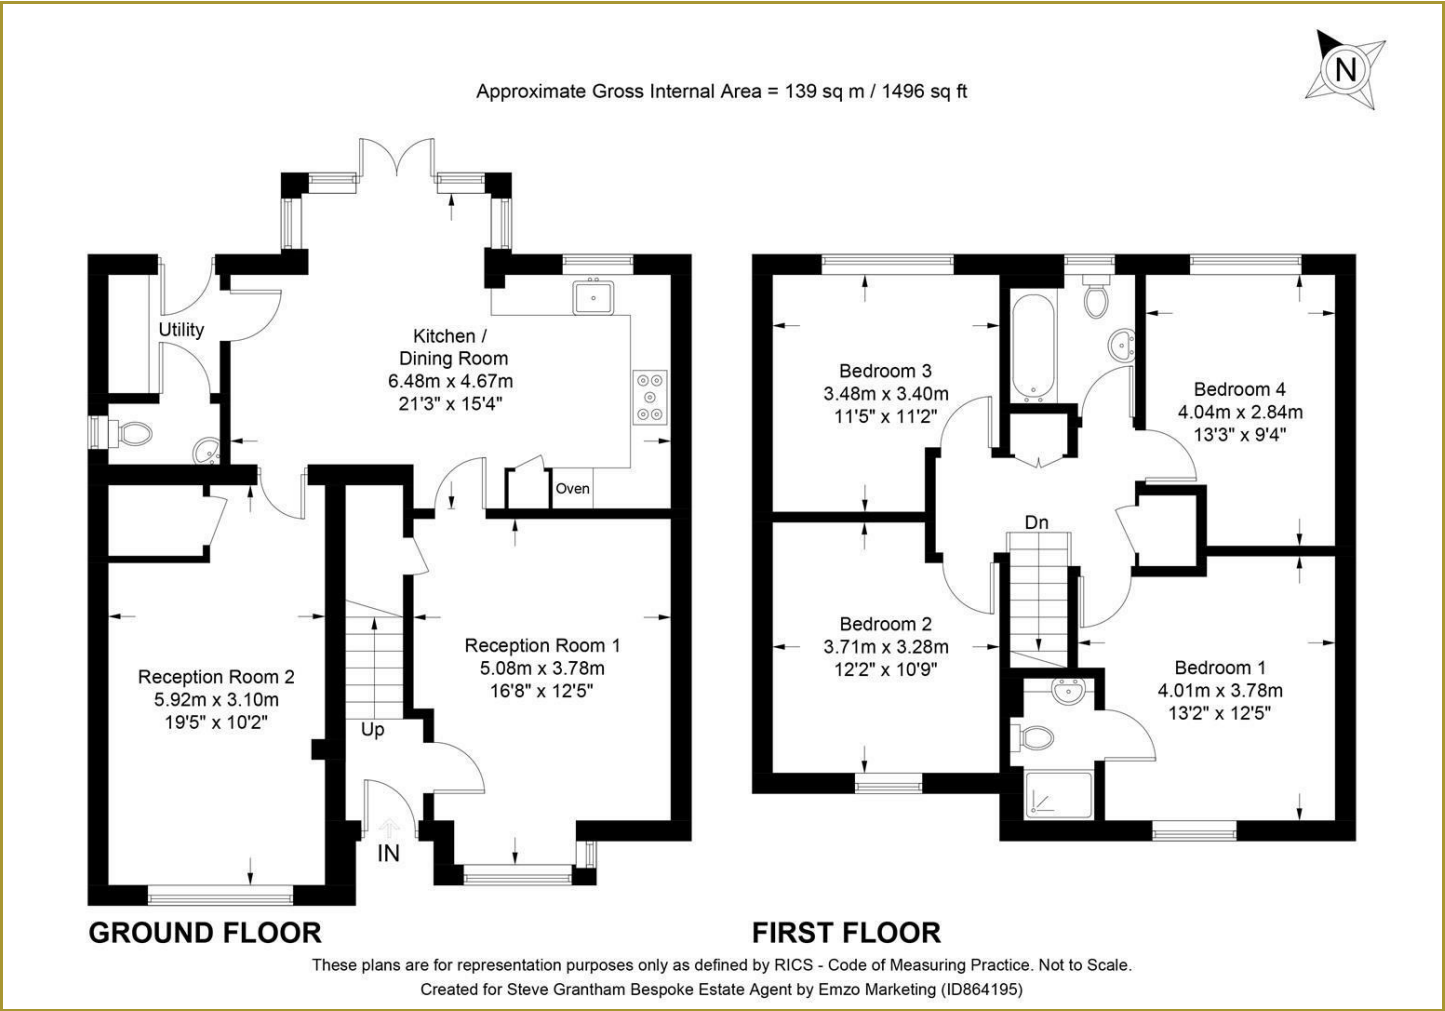 N
Approximate Gross Internal Area = 139 sq m / 1496 sq ft
Utility
Kitchen /
Dining Room
6.48m x 4.67m
21'3" x 15'4"
Oven
Reception Room 1
5.08m x 3.78m
16'8" x 12'5"
Reception Room 2
5.92m x 3.10m
19'5" x 10'2"
Up
IN
GROUND FLOOR
Bedroom 3
3.48m x 3.40m
11'5" x 11'2"
Bedroom 4
4.04m x 2.84m
13'3" x 9'4"
Dn
Bedroom 2
3.71m x 3.28m
12'2" x 10'9"
Bedroom 1
4.01m x 3.78m
13'2" x 12'5"
FIRST FLOOR
These plans are for representation purposes only as defined by RICS - Code of Measuring Practice. Not to Scale.
Created for Steve Grantham Bespoke Estate Agent by Emzo Marketing (ID864195)